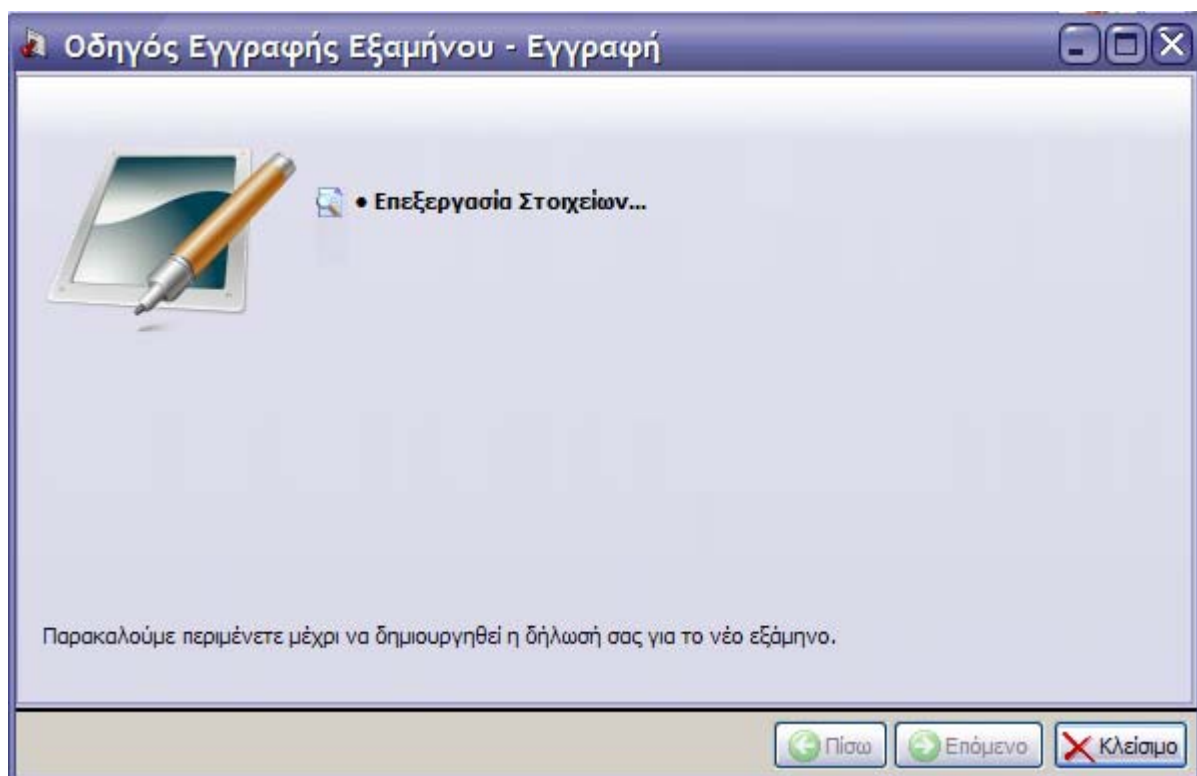 Οδηγός Εγγραφής Εξαμήνου - Εγγραφή
• Επεξεργασία Στοιχείων...
Παρακαλούμε περιμένετε μέχρι να δημιουργηθεί η δήλωσή σας για το νέο εξάμηνο.
Πίσω Επόμενο Κλείσιμο